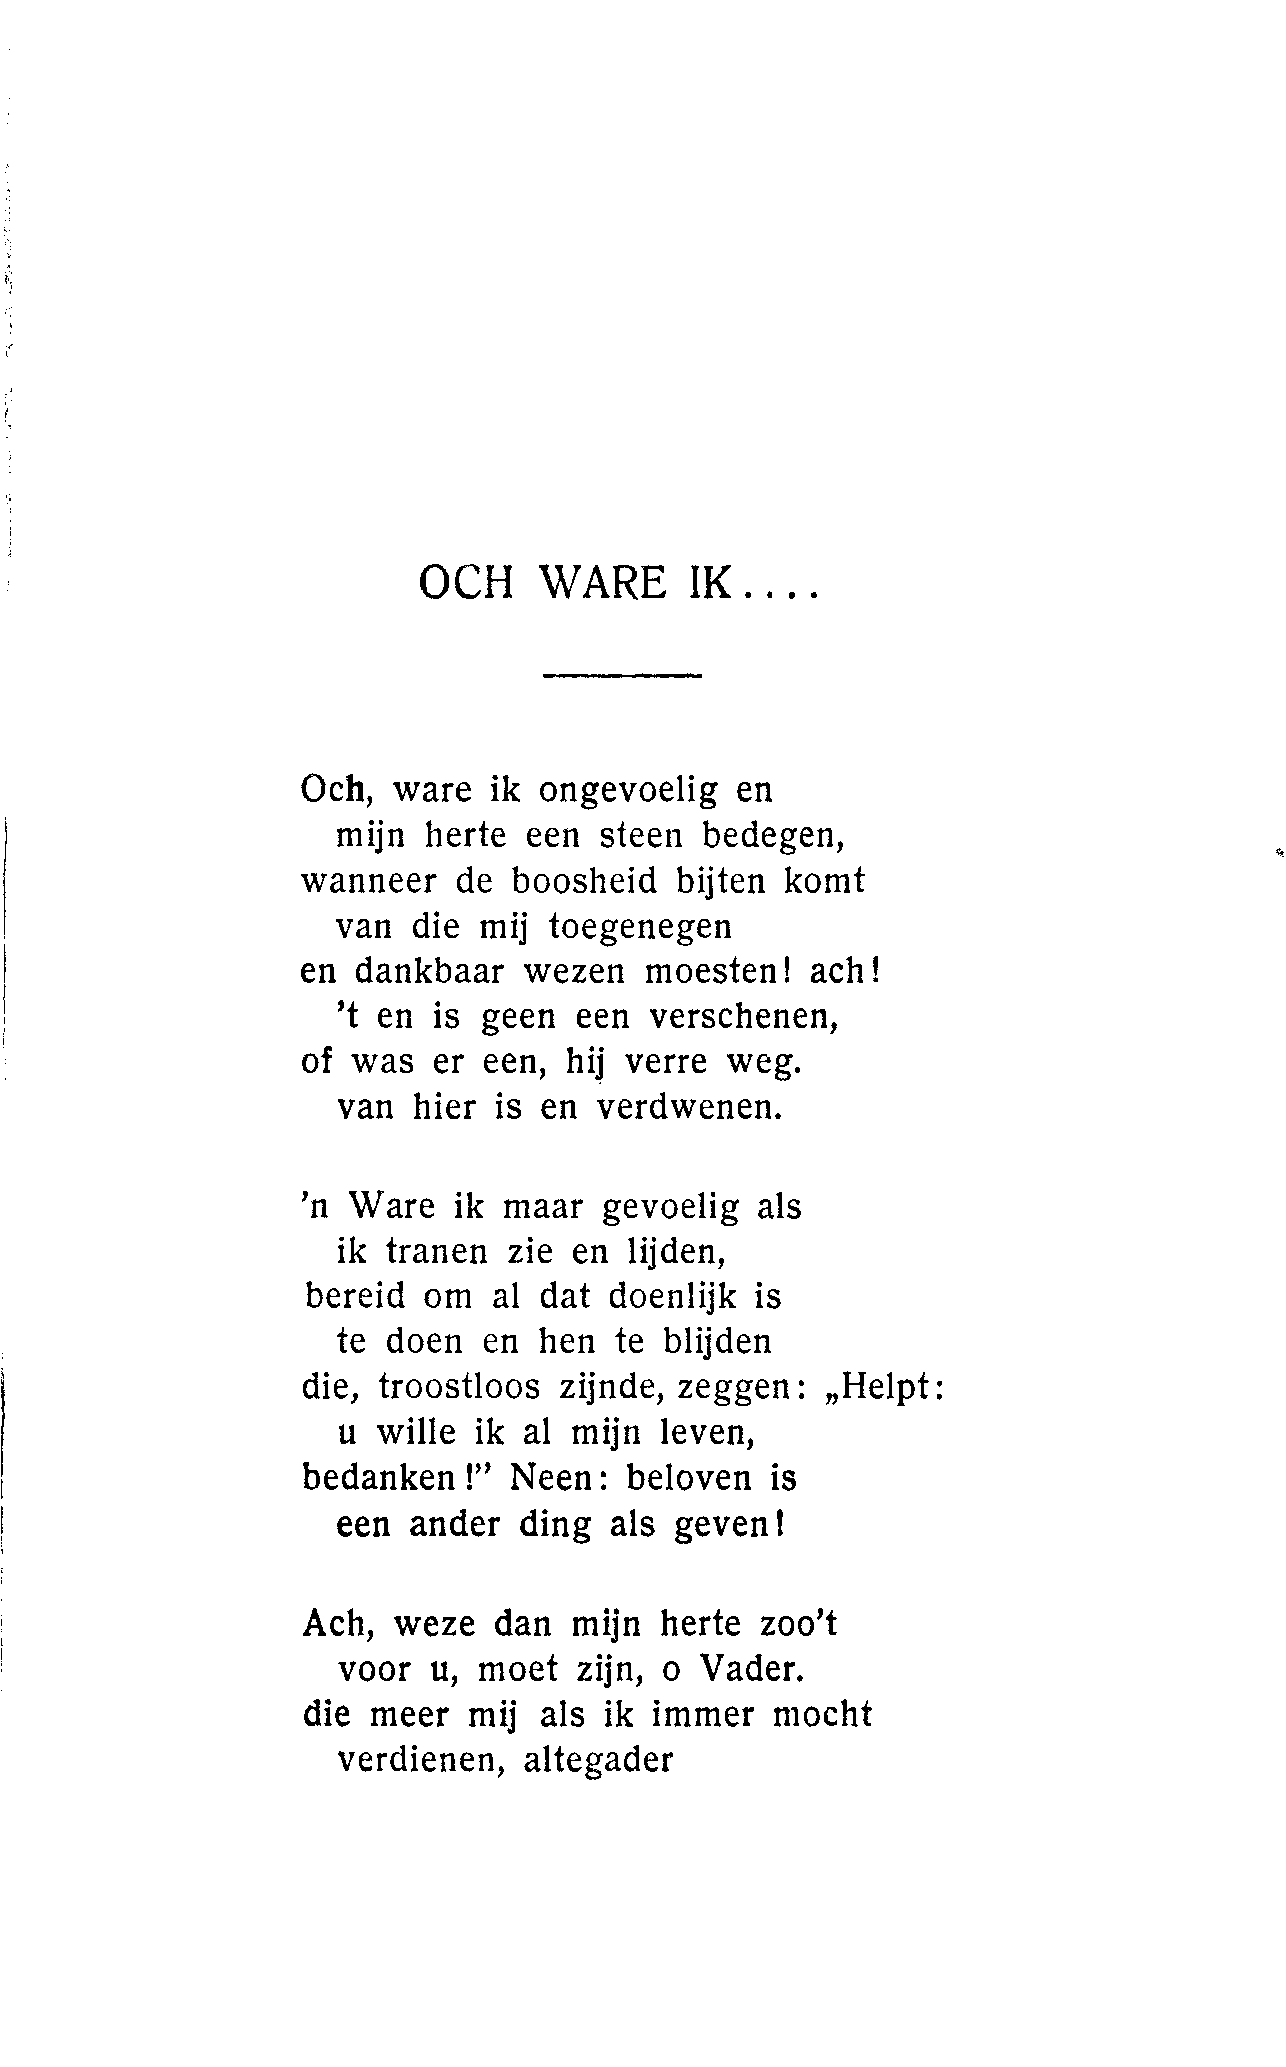 OCH WARE IK....
Och, ware ik ongevoelig en
mijn herte een steen bedegen,
wanneer de boosheid bijten komt
van die mij toegenegen
en dankbaar wezen moesten! ach!
't en is geen een verschenen,
of was er een, hij verre weg.
van hier is en verdwenen.
'n Ware ik maar gevoelig als
ik tranen zie en lijden,
bereid om al dat doenlijk is
te doen en hen te blijden
die, troostloos zijnde, zeggen: „Helpt:
u wille ik al mijn leven,
bedanken!” Neen: beloven is
een ander ding als geven!
Ach, weze dan mijn herte zoo't
voor u, moet zijn, o Vader.
die meer mij als ik immer mocht
verdienen, altegader